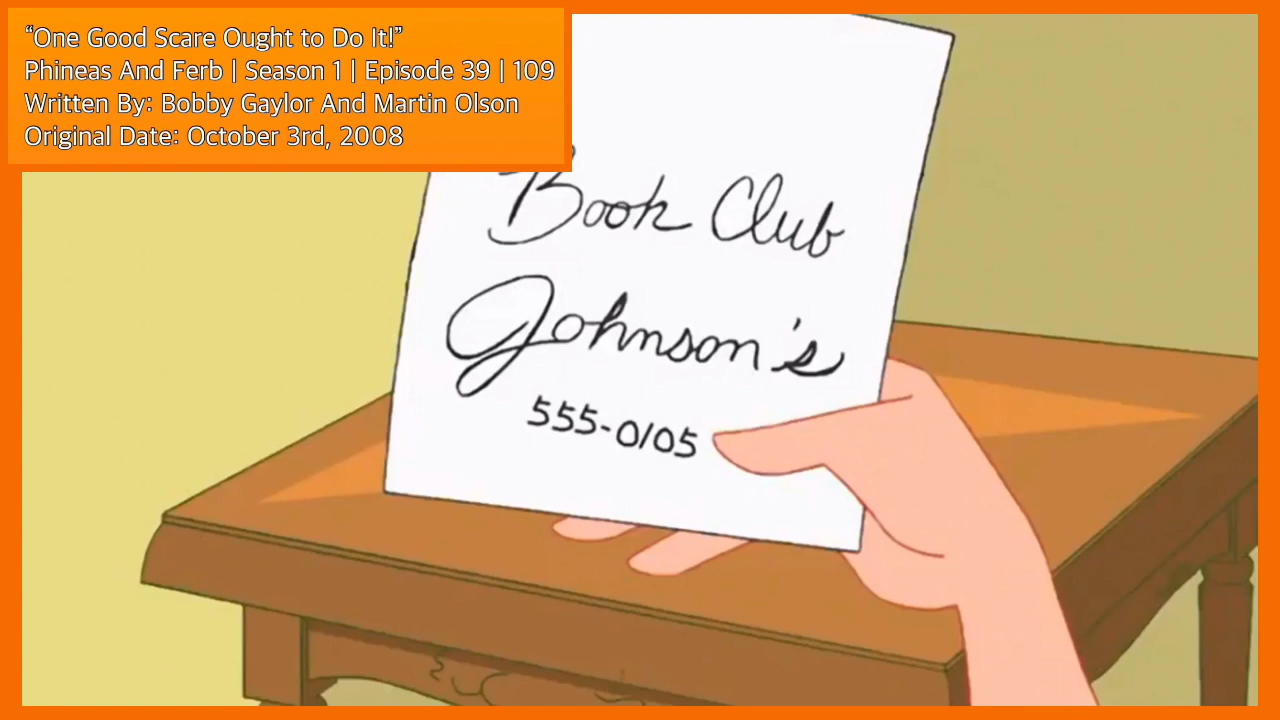 “One Good Scare Ought to Do It!”
Phineas And Ferb | Season 1 | Episode 39 | 109
Written By: Bobby Gaylor And Martin Olson
Original Date: October 3rd, 2008
Book Club
Johnson's
555-0105